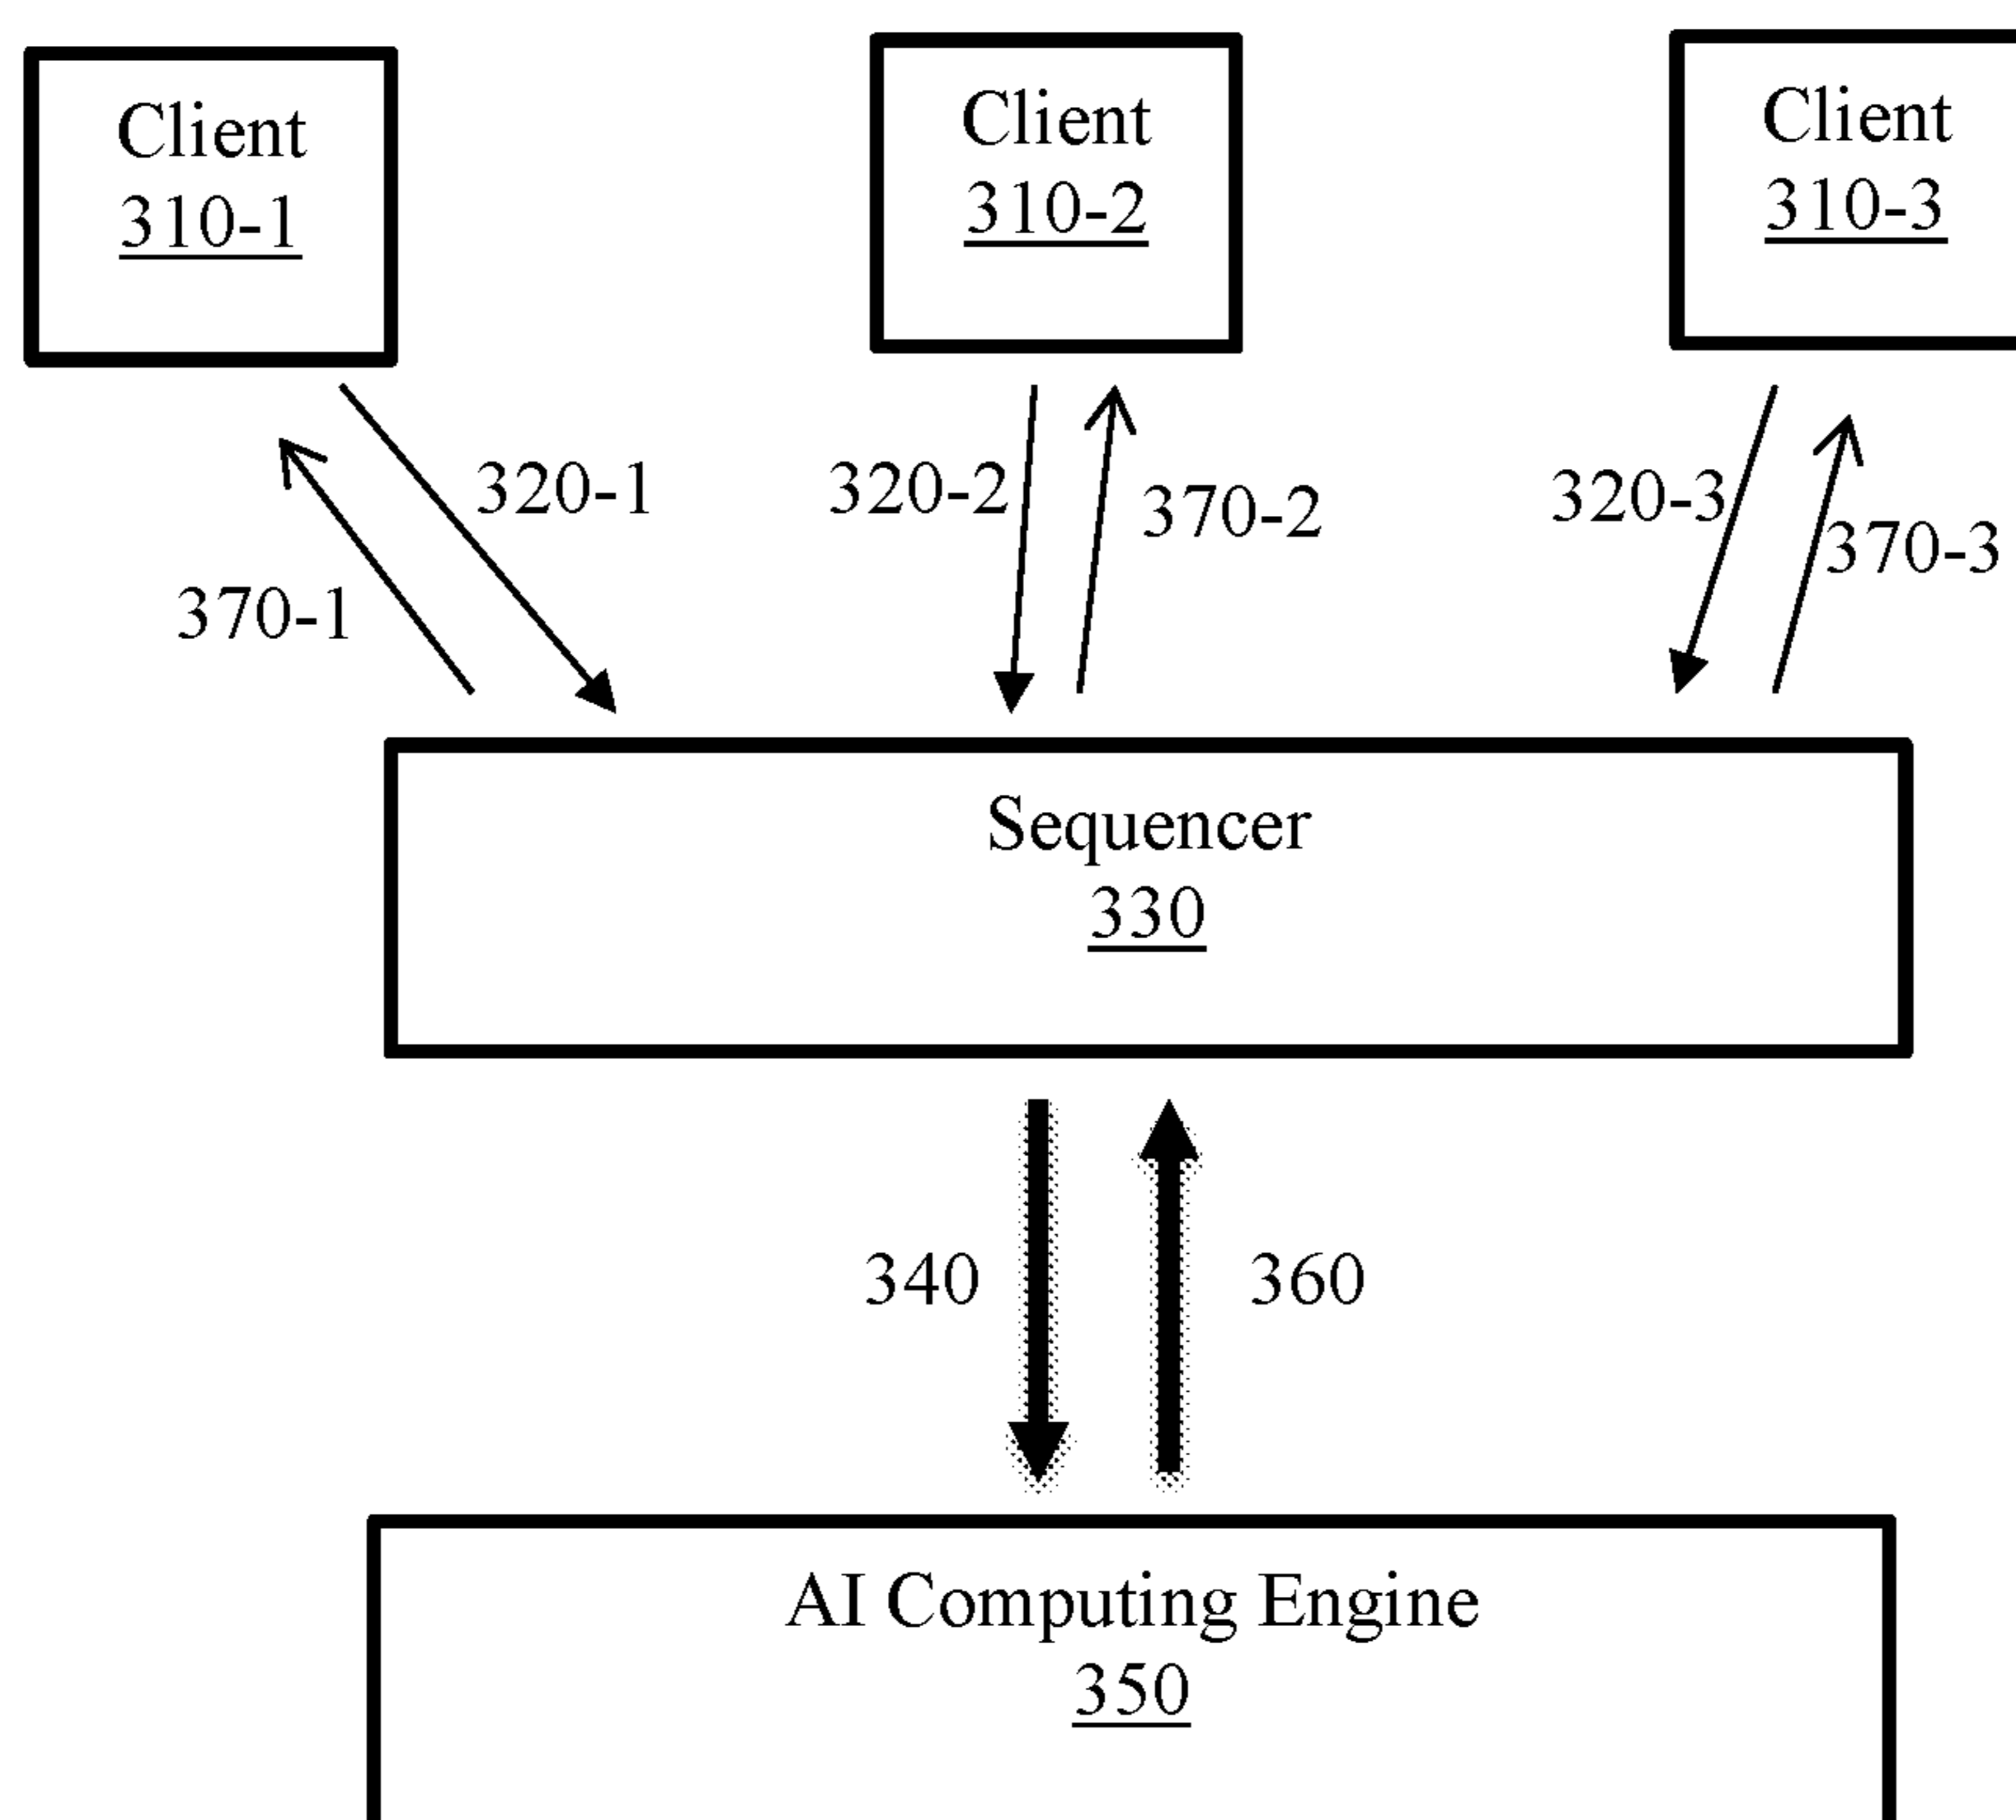 Client
310-1
Client
310-2
Client
310-3
320-1
370-1
320-2
370-2
320-3
370-3
Sequencer
330
340
360
AI Computing Engine
350